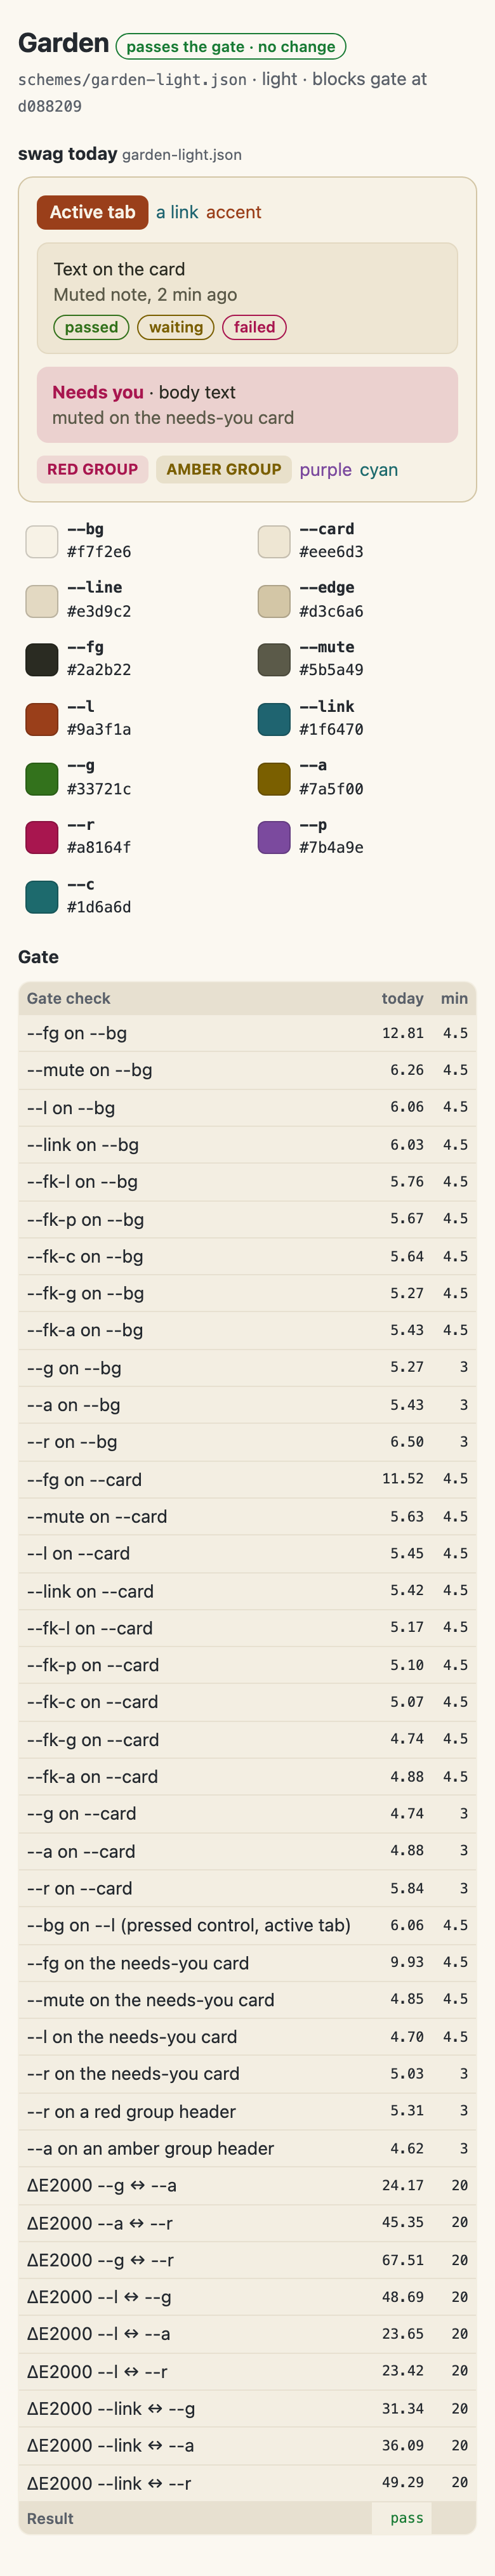 Garden passes the gate · no change
schemes/garden-light.json · light · blocks gate at
d088209
swag today garden-light.json
Active tab a link accent
Text on the card
Muted note, 2 min ago
passed waiting failed
Needs you · body text
muted on the needs-you card
RED GROUP AMBER GROUP purple cyan
--bg
#f7f2e6
--card
#eee6d3
--line
#e3d9c2
--edge
#d3c6a6
--fg
#2a2b22
--mute
#5b5a49
--l
#9a3f1a
--link
#1f6470
--g
#33721c
--a
#7a5f00
--r
#a8164f
--p
#7b4a9e
--c
#1d6a6d
Gate
Gate check today min
--fg on --bg 12.81 4.5
--mute on --bg 6.26 4.5
--l on --bg 6.06 4.5
--link on --bg 6.03 4.5
--fk-l on --bg 5.76 4.5
--fk-p on --bg 5.67 4.5
--fk-c on --bg 5.64 4.5
--fk-g on --bg 5.27 4.5
--fk-a on --bg 5.43 4.5
--g on --bg 5.27 3
--a on --bg 5.43 3
--r on --bg 6.50 3
--fg on --card 11.52 4.5
--mute on --card 5.63 4.5
--l on --card 5.45 4.5
--link on --card 5.42 4.5
--fk-l on --card 5.17 4.5
--fk-p on --card 5.10 4.5
--fk-c on --card 5.07 4.5
--fk-g on --card 4.74 4.5
--fk-a on --card 4.88 4.5
--g on --card 4.74 3
--a on --card 4.88 3
--r on --card 5.84 3
--bg on --l (pressed control, active tab) 6.06 4.5
--fg on the needs-you card 9.93 4.5
--mute on the needs-you card 4.85 4.5
--l on the needs-you card 4.70 4.5
--r on the needs-you card 5.03 3
--r on a red group header 5.31 3
--a on an amber group header 4.62 3
ΔE2000 --g ↔ --a 24.17 20
ΔE2000 --a ↔ --r 45.35 20
ΔE2000 --g ↔ --r 67.51 20
ΔE2000 --l ↔ --g 48.69 20
ΔE2000 --l ↔ --a 23.65 20
ΔE2000 --l ↔ --r 23.42 20
ΔE2000 --link ↔ --g 31.34 20
ΔE2000 --link ↔ --a 36.09 20
ΔE2000 --link ↔ --r 49.29 20
Result pass